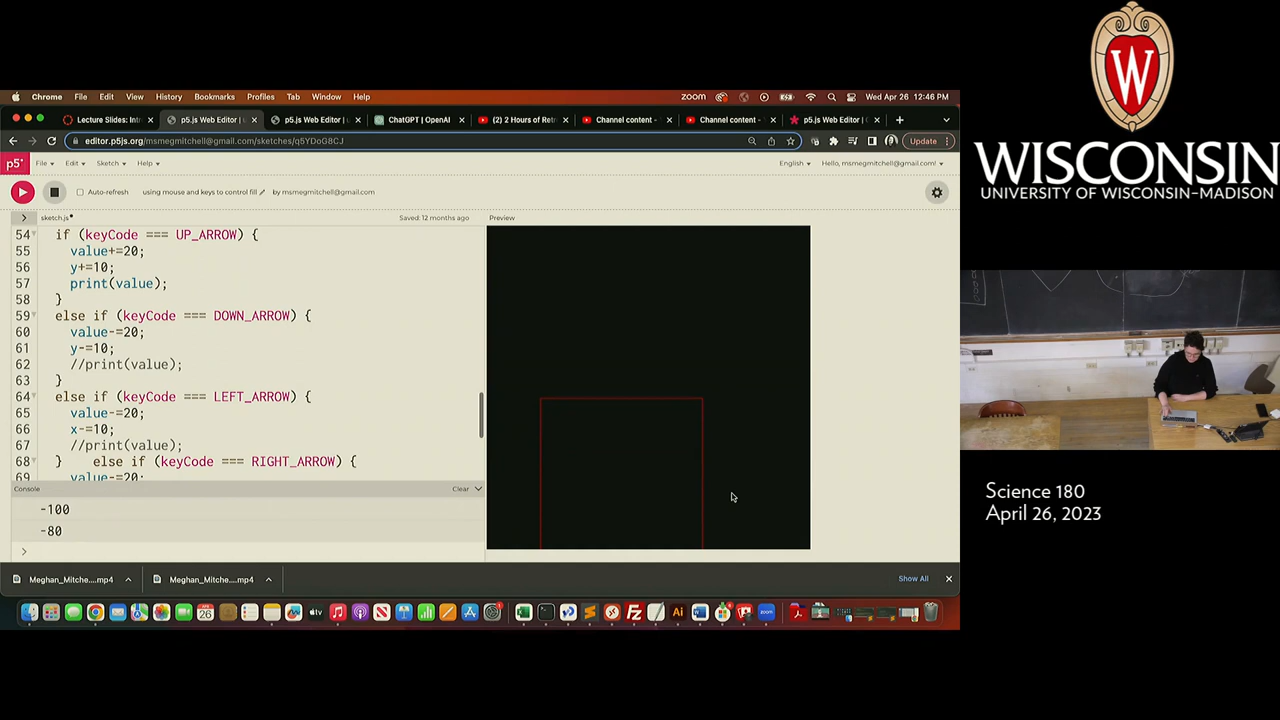 Chrome File Edit View History Bookmarks Profiles Tab Window Help zoom Wed Apr 26 12:46 PM
Lecture Slides: Int p5.js Web Editor | p5.js Web Editor | ChatGPT | OpenAI (2) 2 Hours of Ret Channel content - Channel content - p5.js Web Editor |
editor.p5js.org/msmegmitchell@gmail.com/sketches/q5YDoG8CJ Update
p5* File Edit Sketch Help English Hello, msmegmitchell@gmail.com!
Auto-refresh using mouse and keys to control fill by msmegmitchell@gmail.com
sketch.js Saved: 12 months ago Preview
54 if (keyCode === UP_ARROW) {
55 value+=20;
56 y+=10;
57 print(value);
58 }
59 else if (keyCode === DOWN_ARROW) {
60 value-=20;
61 y-=10;
62 //print(value);
63 }
64 else if (keyCode === LEFT_ARROW) {
65 value-=20;
66 x-=10;
67 //print(value);
68 } else if (keyCode === RIGHT_ARROW) {
69 value-=20;
Console Clear
-100
-80
>
Meghan_Mitche....mp4 Meghan_Mitche....mp4 Show All
W
WISCONSIN
UNIVERSITY OF WISCONSIN–MADISON
Science 180
April 26, 2023